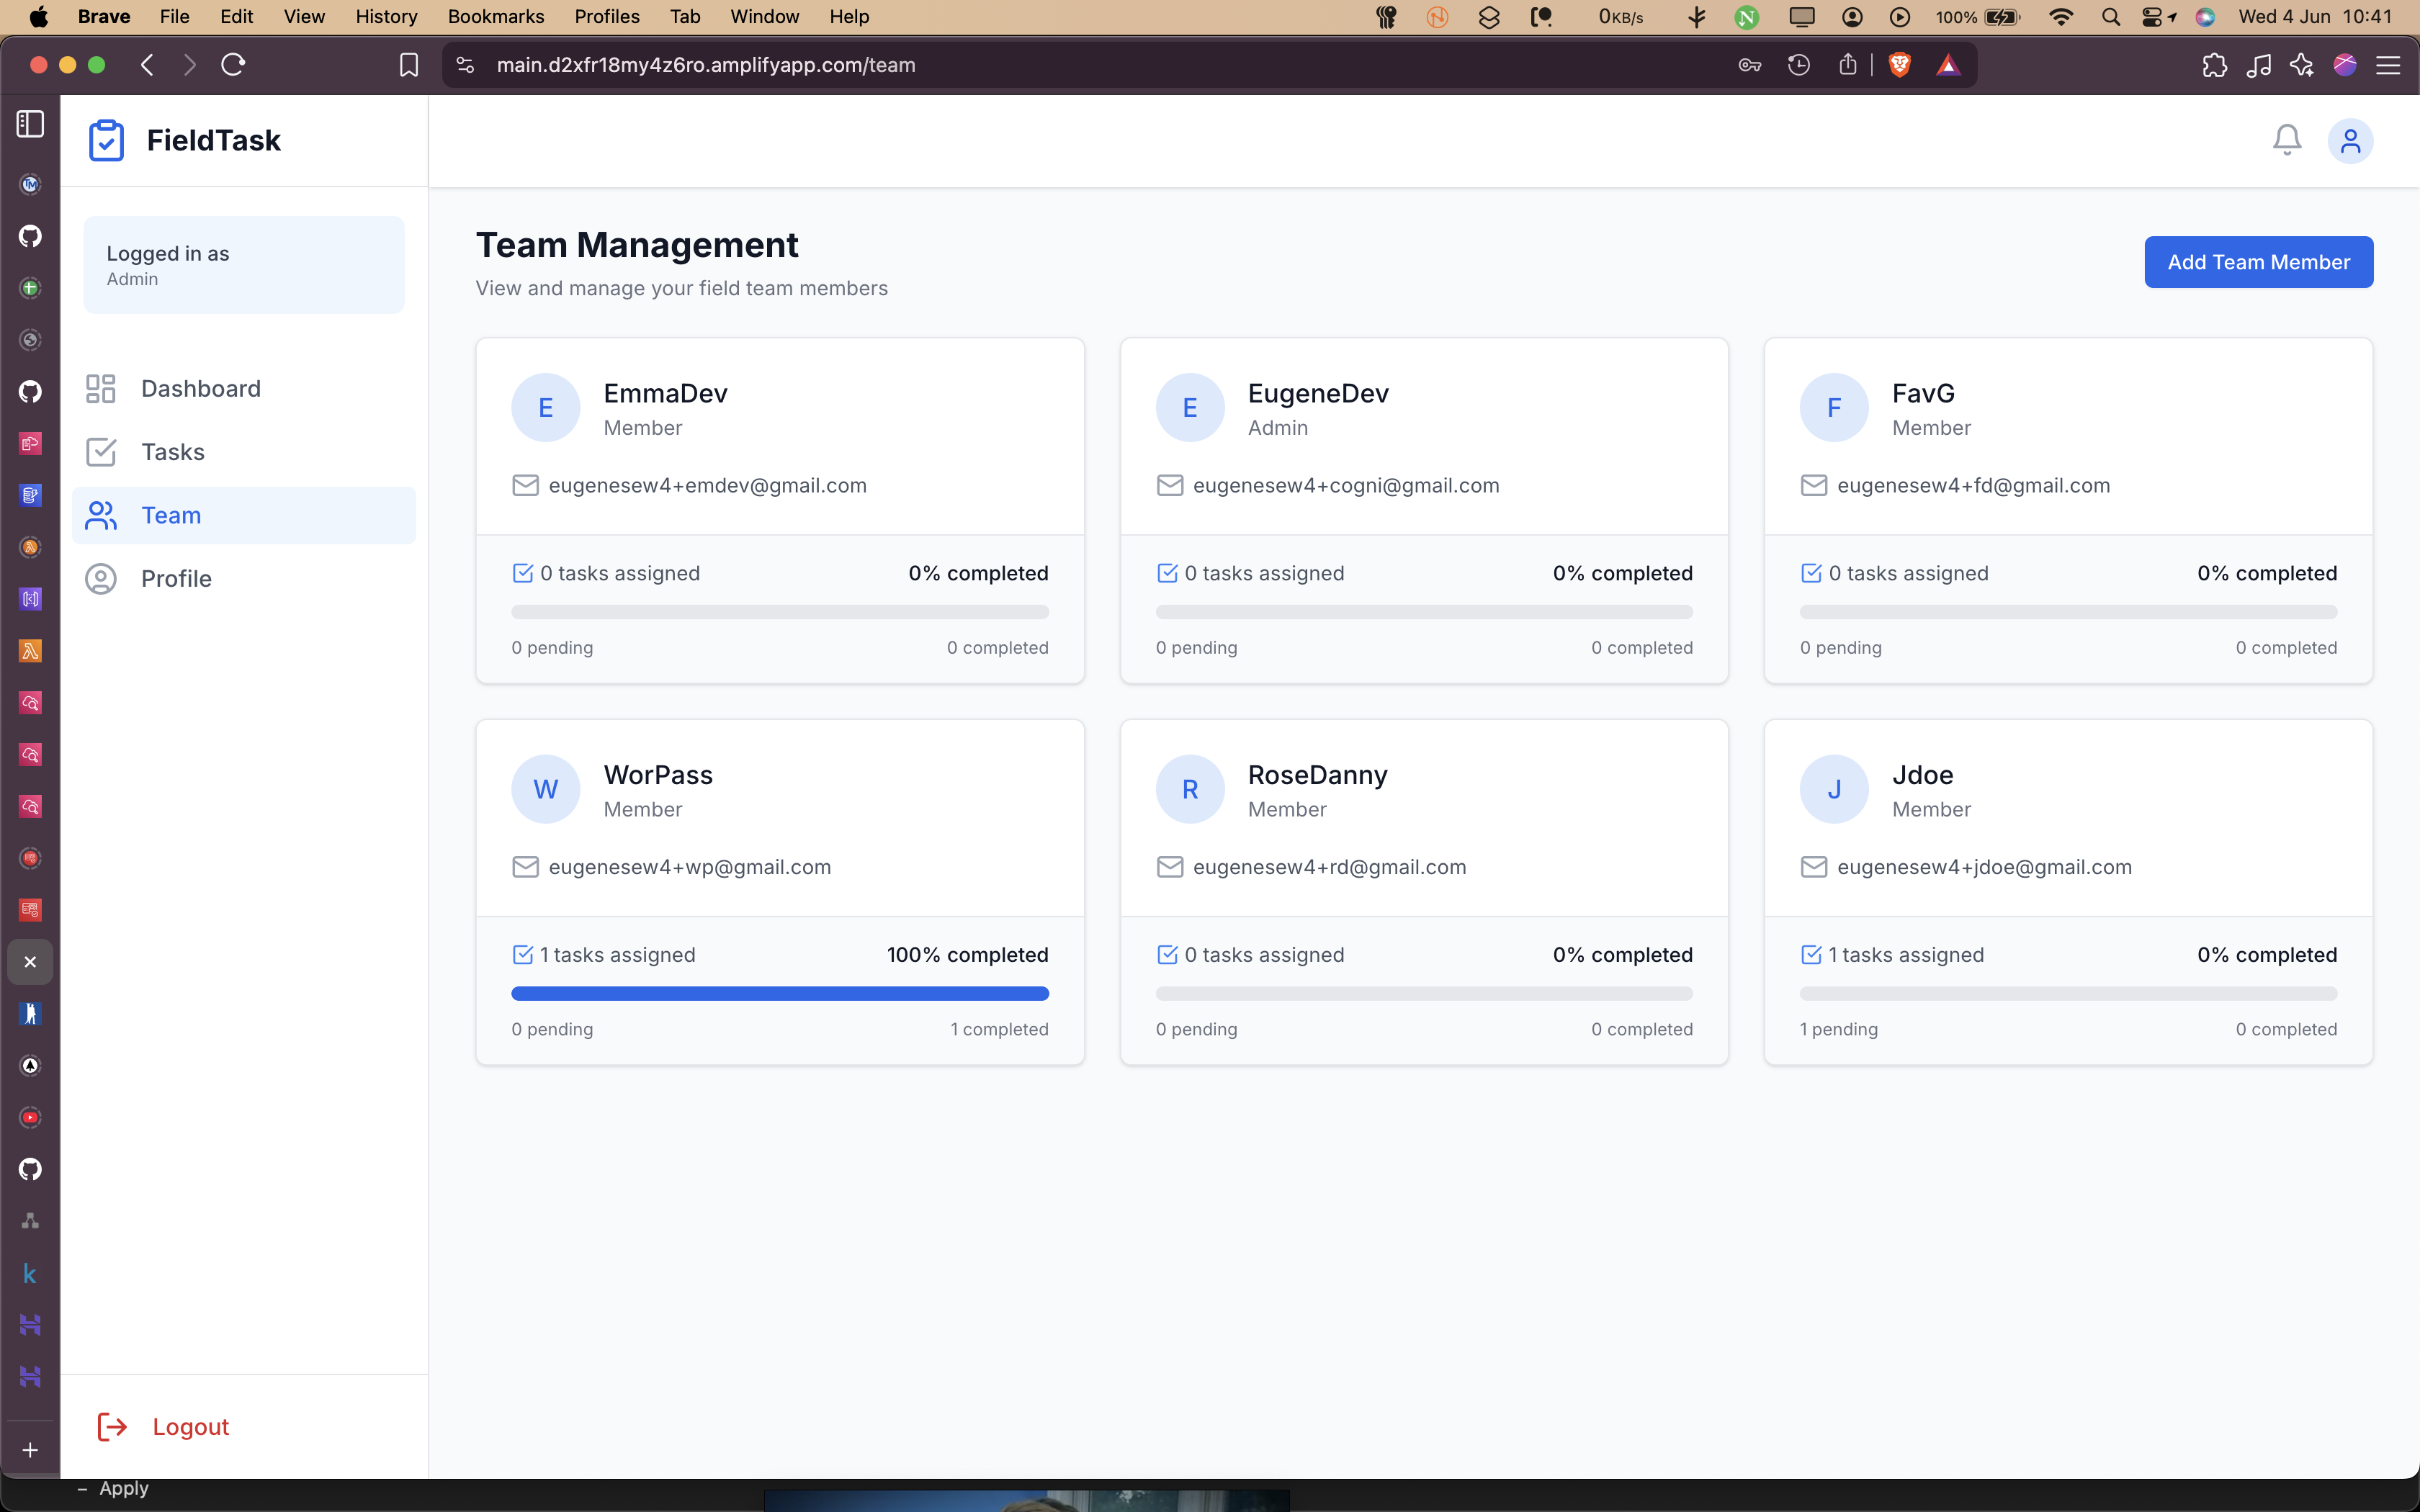 Brave File Edit View History Bookmarks Profiles Tab Window Help 0KB/s 100% Wed 4 Jun 10:41
main.d2xfr18my4z6ro.amplifyapp.com/team
FieldTask
Logged in as
Admin
Dashboard
Tasks
Team
Profile
Logout
Team Management
View and manage your field team members
Add Team Member
E
EmmaDev
Member
eugenesew4+emdev@gmail.com
0 tasks assigned 0% completed
0 pending 0 completed
E
EugeneDev
Admin
eugenesew4+cogni@gmail.com
0 tasks assigned 0% completed
0 pending 0 completed
F
FavG
Member
eugenesew4+fd@gmail.com
0 tasks assigned 0% completed
0 pending 0 completed
W
WorPass
Member
eugenesew4+wp@gmail.com
1 tasks assigned 100% completed
0 pending 1 completed
R
RoseDanny
Member
eugenesew4+rd@gmail.com
0 tasks assigned 0% completed
0 pending 0 completed
J
Jdoe
Member
eugenesew4+jdoe@gmail.com
1 tasks assigned 0% completed
1 pending 0 completed
– Apply